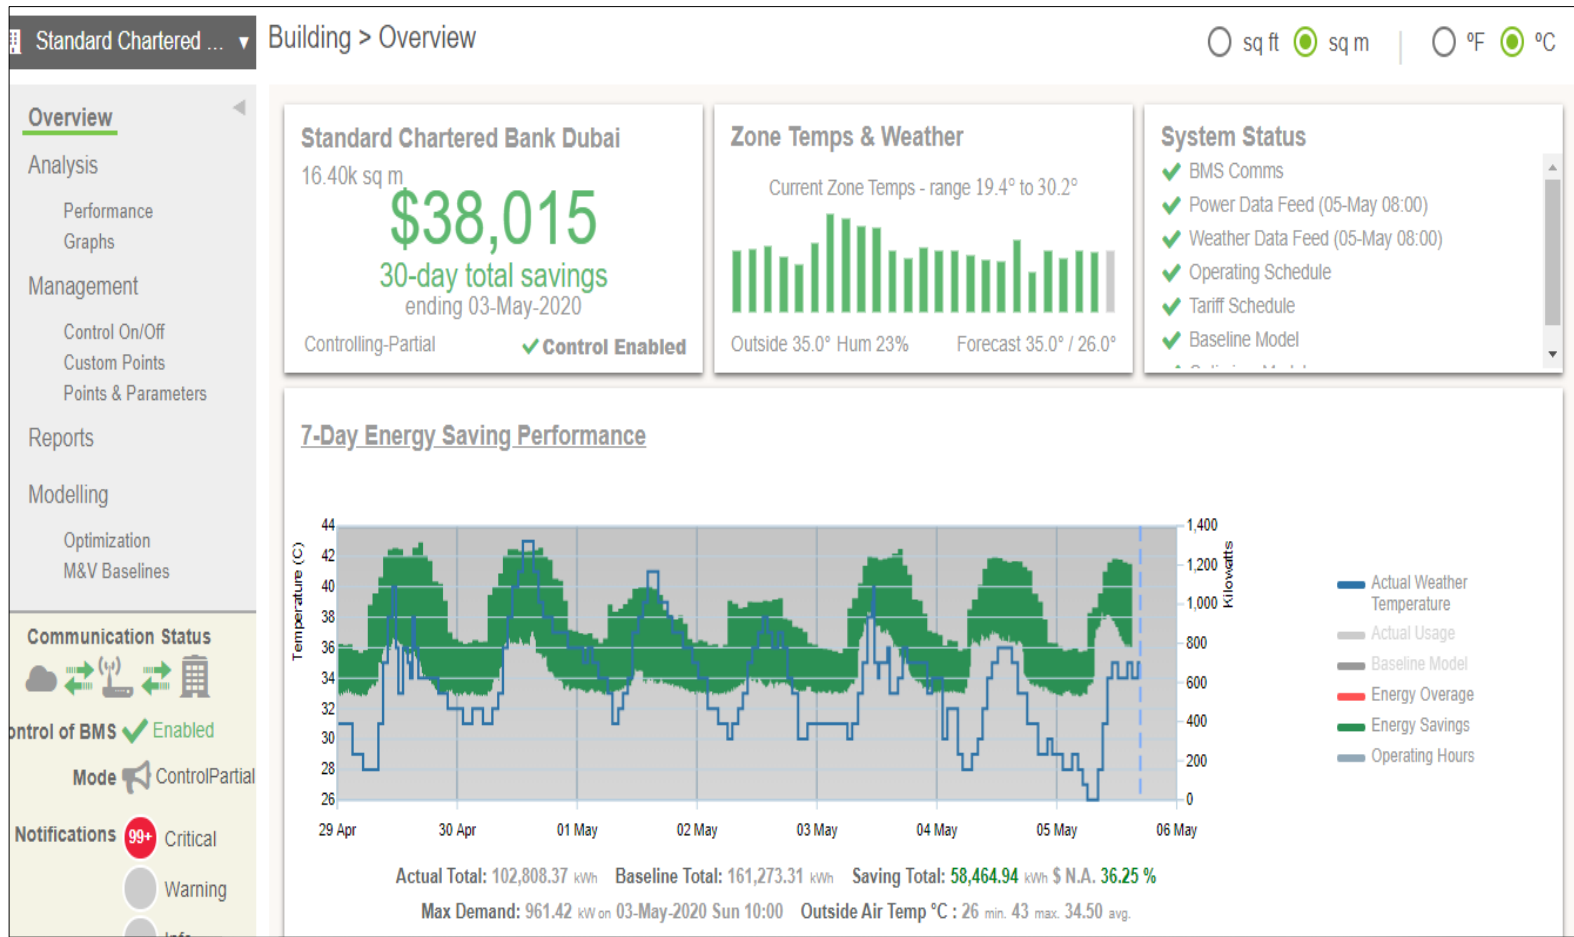 Standard Chartered ... ▼
Building > Overview
sq ft sq m | ºF ºC
Overview
Analysis
Performance
Graphs
Management
Control On/Off
Custom Points
Points & Parameters
Reports
Modelling
Optimization
M&V Baselines
Communication Status
ontrol of BMS Enabled
Mode ControlPartial
Notifications 99+ Critical
Warning
Standard Chartered Bank Dubai
16.40k sq m
$38,015
30-day total savings
ending 03-May-2020
Controlling-Partial Control Enabled
Zone Temps & Weather
Current Zone Temps - range 19.4° to 30.2°
Outside 35.0° Hum 23% Forecast 35.0° / 26.0°
System Status
BMS Comms
Power Data Feed (05-May 08:00)
Weather Data Feed (05-May 08:00)
Operating Schedule
Tariff Schedule
Baseline Model
7-Day Energy Saving Performance
Temperature (C)
44
42
40
38
36
34
32
30
28
26
1,400
1,200
1,000
800
600
400
200
0
Kilowatts
29 Apr 30 Apr 01 May 02 May 03 May 04 May 05 May 06 May
Actual Weather
Temperature
Actual Usage
Baseline Model
Energy Overage
Energy Savings
Operating Hours
Actual Total: 102,808.37 kWh Baseline Total: 161,273.31 kWh Saving Total: 58,464.94 kWh $ N.A. 36.25 %
Max Demand: 961.42 kW on 03-May-2020 Sun 10:00 Outside Air Temp °C : 26 min. 43 max. 34.50 avg.